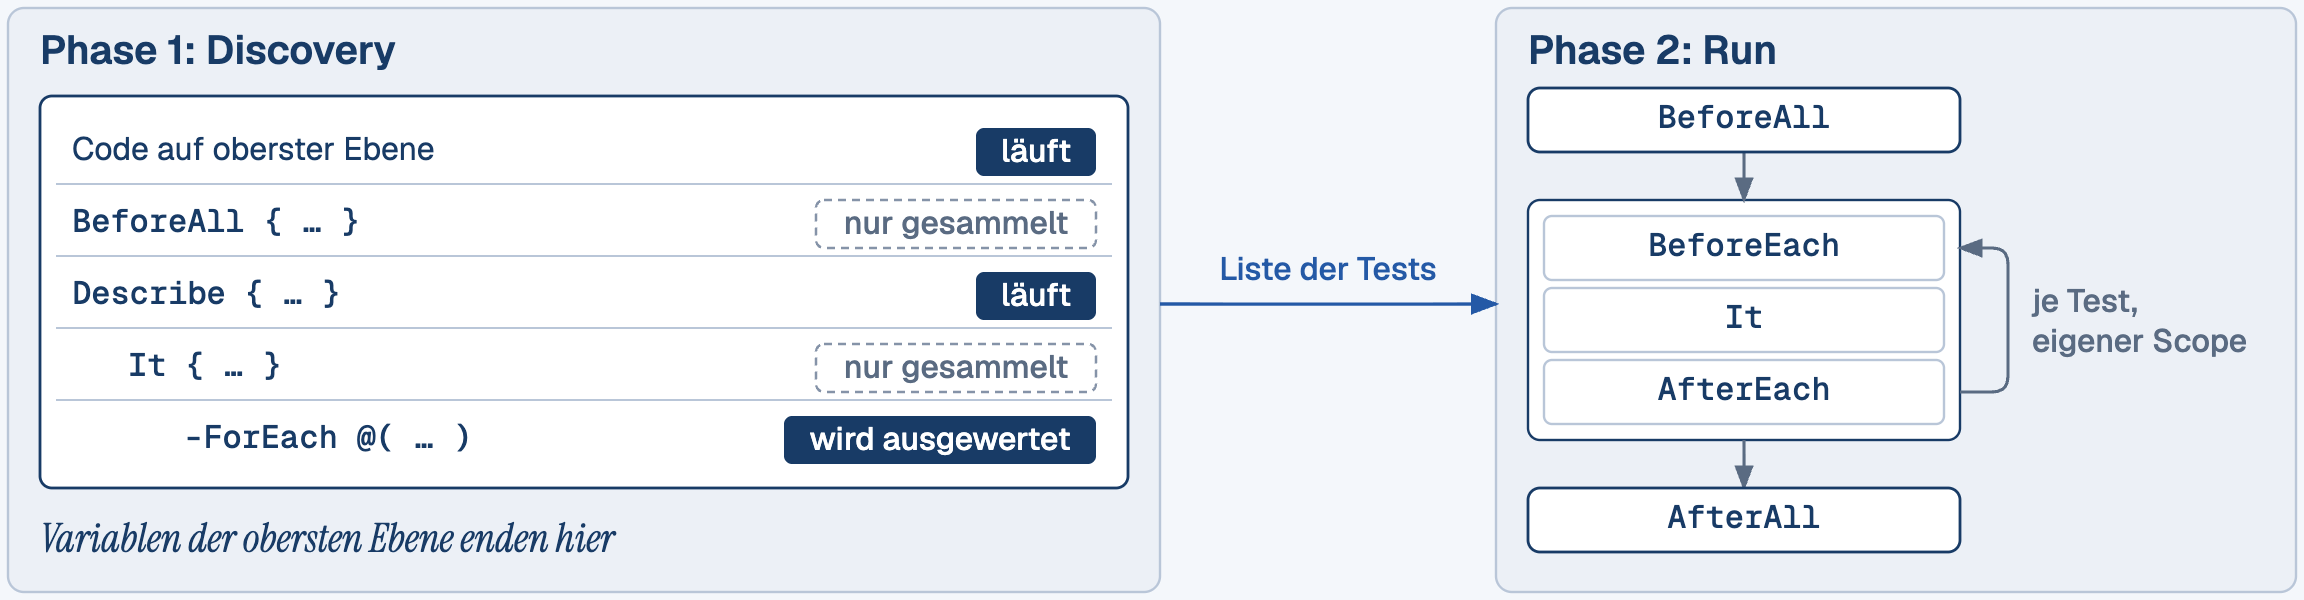 Phase 1: Discovery
Code auf oberster Ebene
läuft
BeforeAll { … }
nur gesammelt
Describe { … }
läuft
It { … }
nur gesammelt
-ForEach @( … )
wird ausgewertet
Variablen der obersten Ebene enden hier
Liste der Tests
Phase 2: Run
BeforeAll
BeforeEach
It
AfterEach
je Test,
eigener Scope
AfterAll